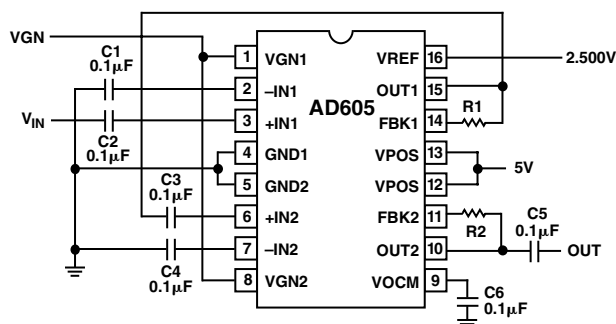 VGN
C1
0.1µF
VIN
C2
0.1µF
C3
0.1µF
C4
0.1µF
AD605
1 VGN1
2 –IN1
3 +IN1
4 GND1
5 GND2
6 +IN2
7 –IN2
8 VGN2
VREF 16
OUT1 15
FBK1 14
VPOS 13
VPOS 12
FBK2 11
OUT2 10
VOCM 9
2.500V
R1
5V
R2
C5
0.1µF
OUT
C6
0.1µF